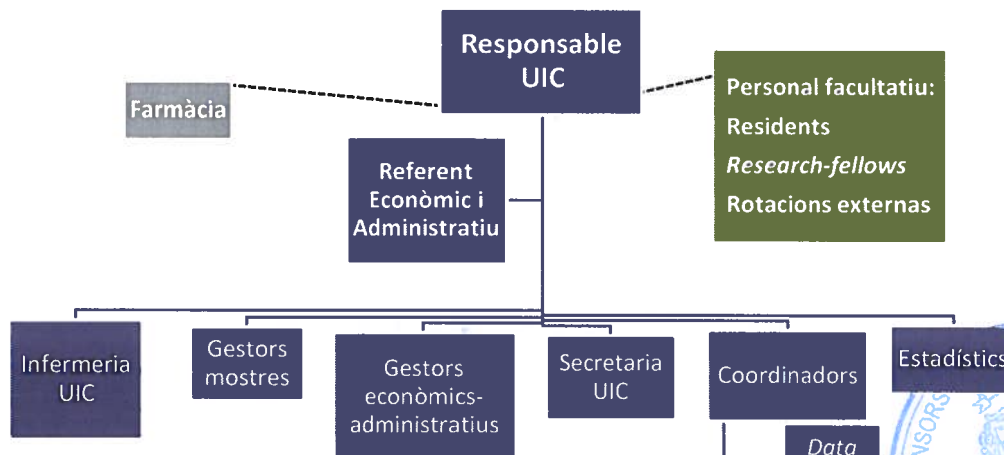 Responsable
UIC
Farmàcia
Personal facultatiu:
Residents
Research-fellows
Rotacions externas
Referent
Econòmic i
Administratiu
Infermeria
UIC
Gestors
mostres
Gestors
econòmics-
administratius
Secretaria
UIC
Coordinadors
Estadístics
Data